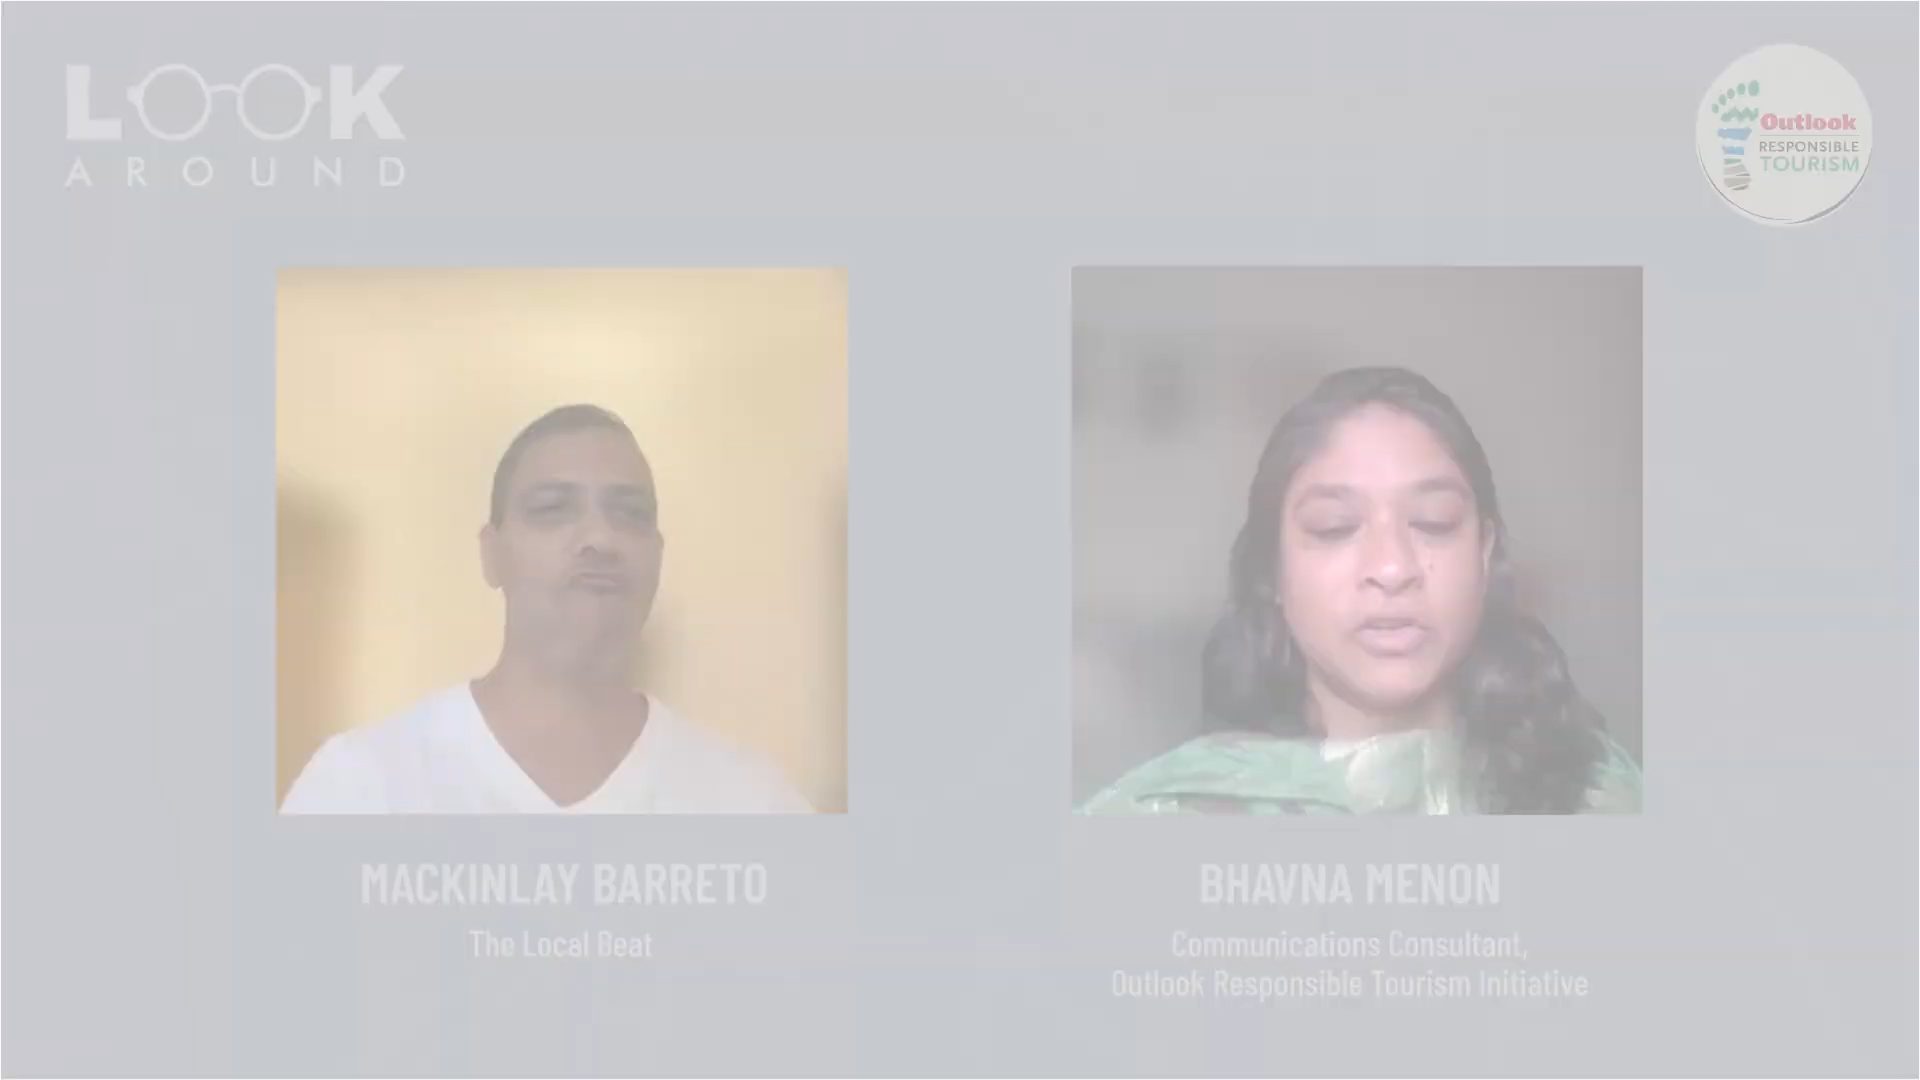 LOOK
AROUND
Outlook
RESPONSIBLE
TOURISM
MACKINLAY BARRETO
The Local Beat
BHAVNA MENON
Communications Consultant,
Outlook Responsible Tourism Initiative